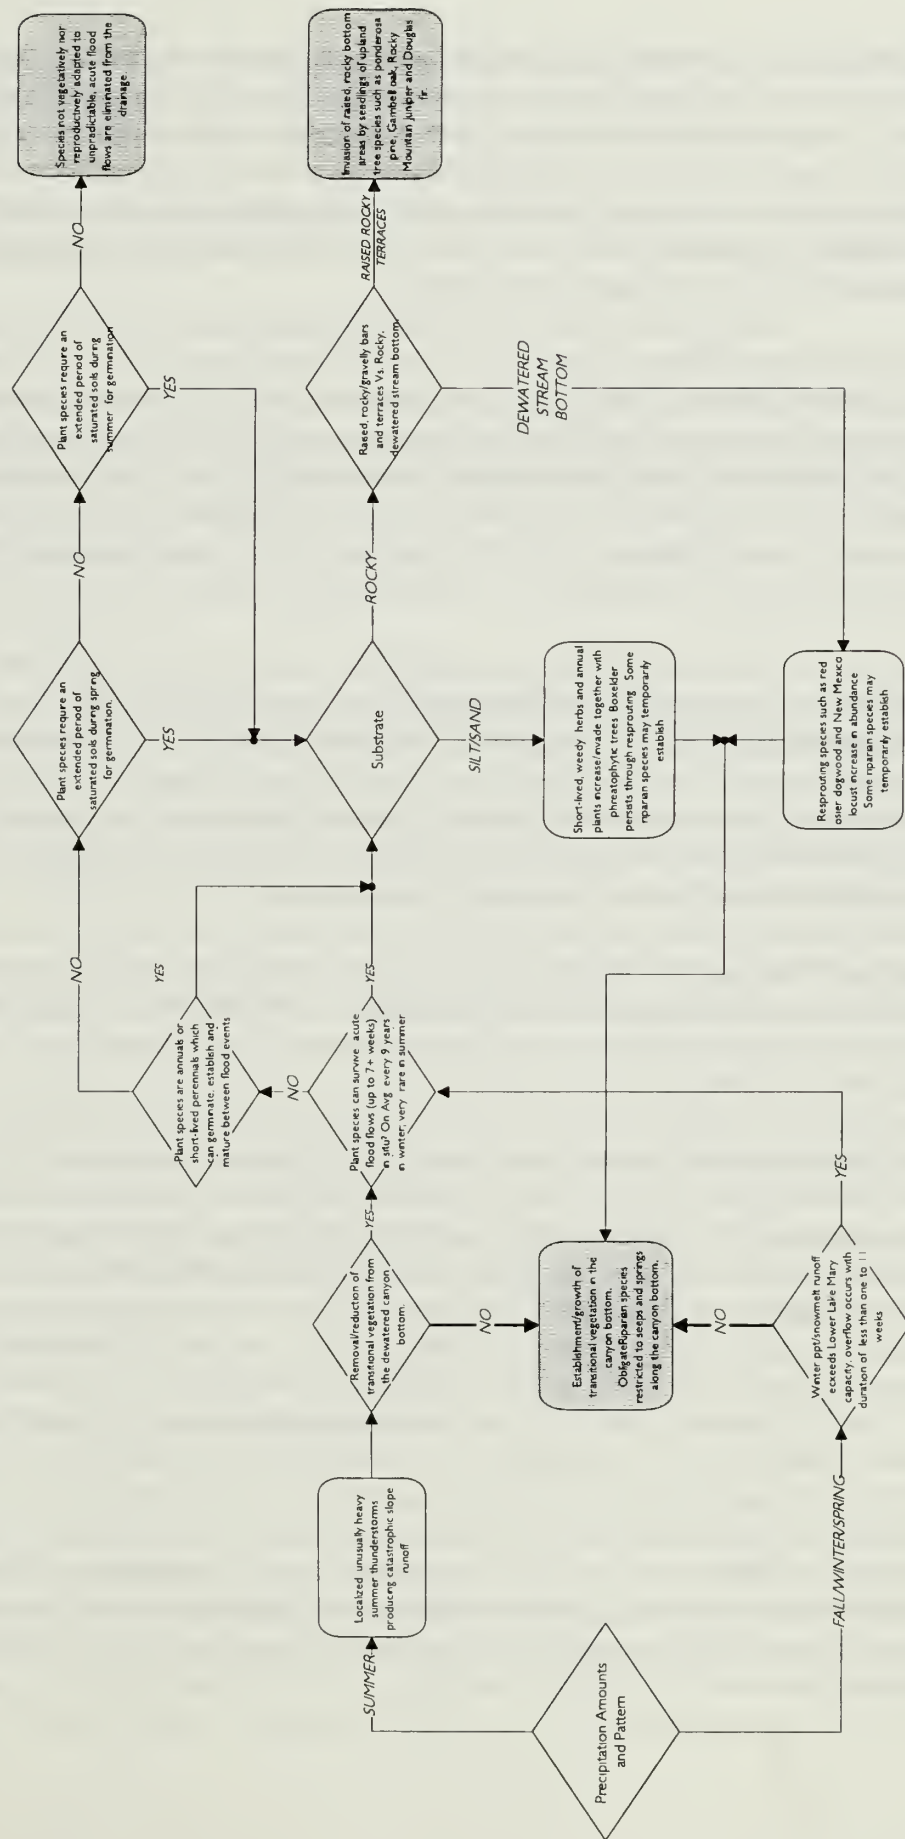 Precipitation Amounts
and Pattern
SUMMER
FALL/WINTER/SPRING
Localized unusually heavy
summer thunderstorms
producing catastrophic slope
runoff
Winter ppt/snowmelt runoff
ecxeeds Lower Lake Mary
capacity, overflow occurs with
duration of less than one to 11
weeks
Removal/reduction of
transitional vegetation from
the dewatered canyon
bottom.
NO
NO
YES
YES
Establishment/growth of
transitional vegetation in the
canyon bottom.
ObligateRiparian species
restricted to seeps and springs
along the canyon bottom.
Plant species can survive acute
flood flows (up to 7+ weeks)
in situ? On Avg every 9 years
in winter, very rare in summer
NO
YES
Plant species are annuals or
short-lived perennials which
can germinate, establish and
mature between flood events
YES
NO
Plant species require an
extended period of
saturated soils during spring
for germination.
YES
NO
Plant species require an
extended period of
saturated soils during
summer for germination
YES
NO
Species not vegetatively nor
reproductively adapted to
unpradictable, acute flood
flows are eliminated from the
drainage.
Substrate
SILT/SAND
ROCKY
Short-lived, weedy herbs and annual
plants increase/invade together with
phreatophytic trees Boxelder
persists through resprouting Some
riparian species may temporarily
establish
Raised, rocky/gravelly bars
and terraces Vs. Rocky,
dewatered stream bottom.
RAISED ROCKY
TERRACES
DEWATERED
STREAM
BOTTOM
Invasion of raised, rocky bottom
areas by seedlings of upland
tree species such as ponderosa
pine, Gambell oak, Rocky
Mountain juniper and Douglas
fir.
Resprouting species such as red
osier dogwood and New Mexico
locust increase in abundance
Some riparian species may
temporarily establish